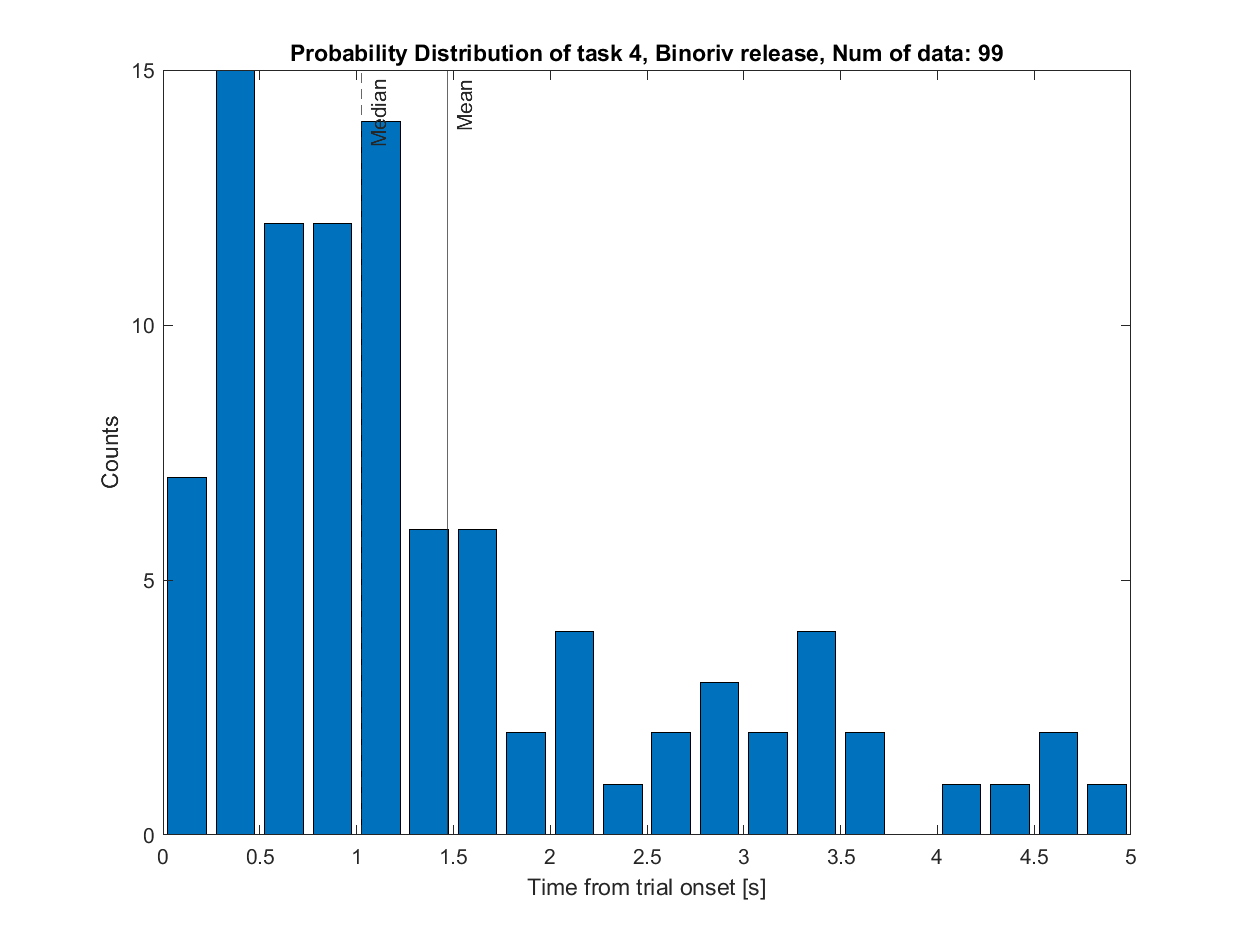 Probability Distribution of task 4, Binoriv release, Num of data: 99
15
10
5
0
Counts
Median
Mean
0 0.5 1 1.5 2 2.5 3 3.5 4 4.5 5
Time from trial onset [s]